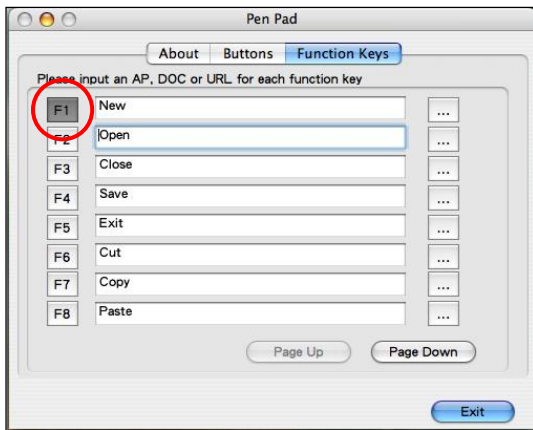 Pen Pad
About Buttons Function Keys
Please input an AP, DOC or URL for each function key
F1 New ...
F2 Open ...
F3 Close ...
F4 Save ...
F5 Exit ...
F6 Cut ...
F7 Copy ...
F8 Paste ...
Page Up Page Down
Exit